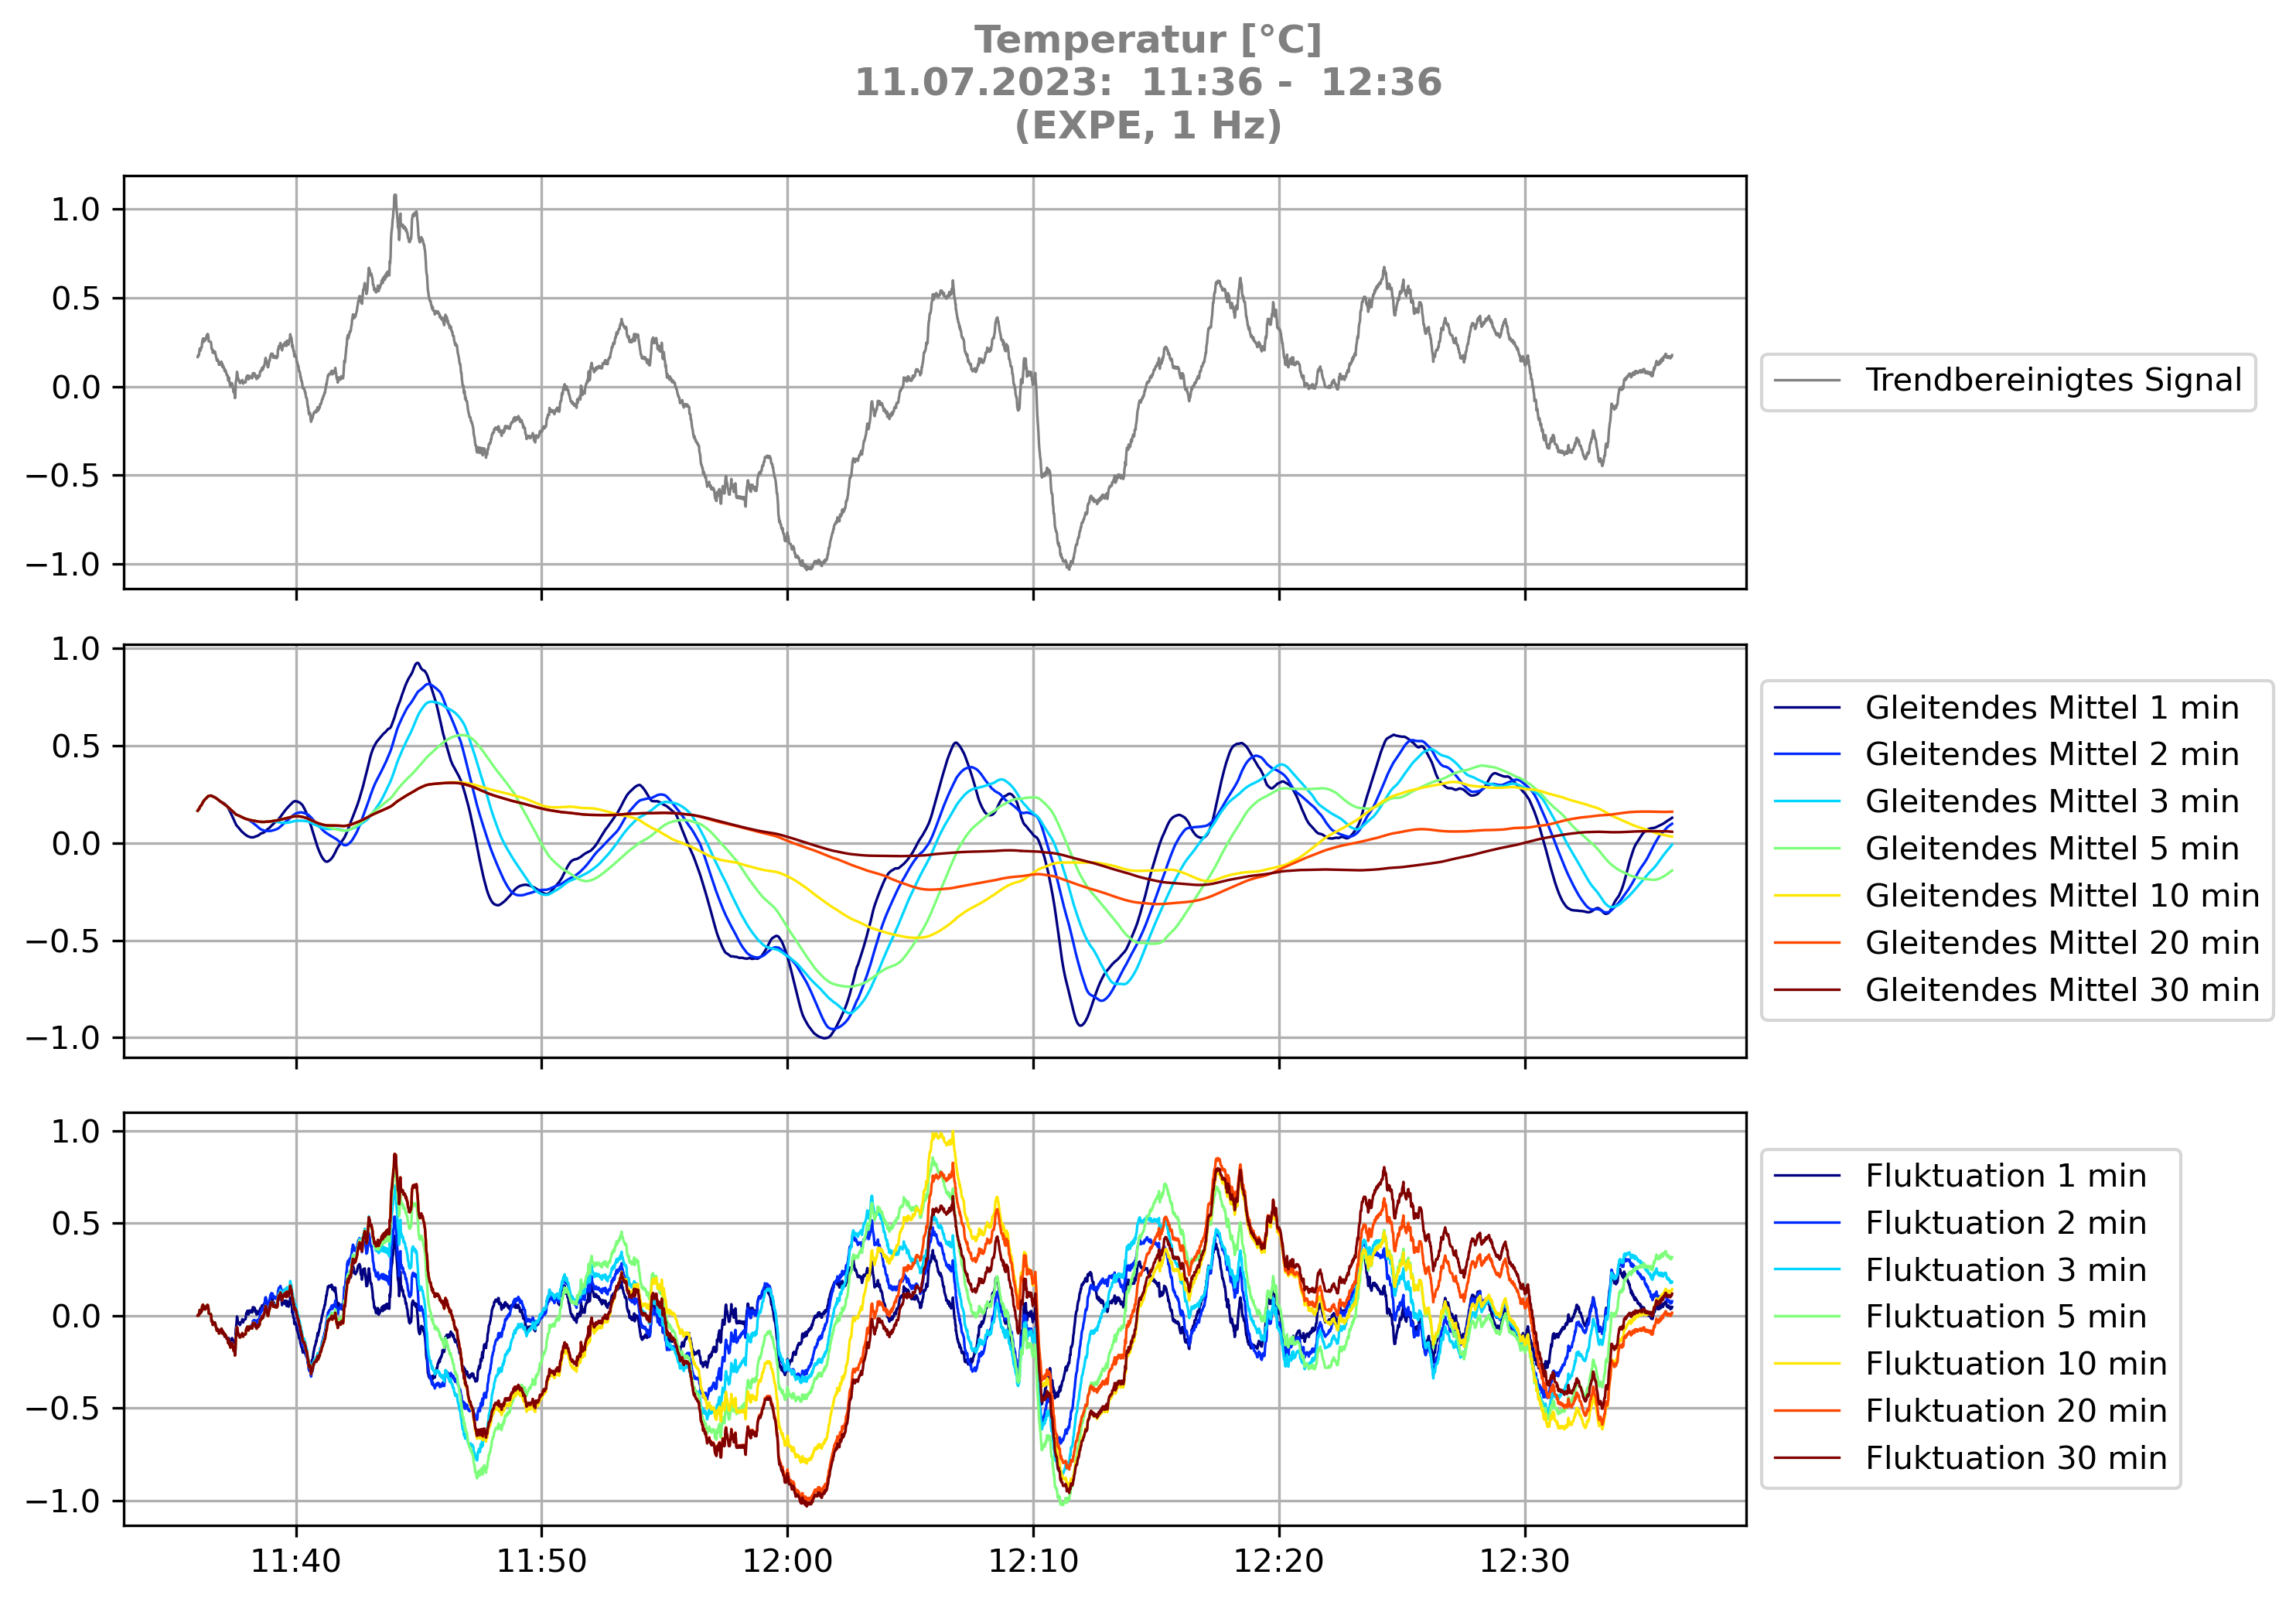 Temperatur [°C]
11.07.2023:  11:36 -  12:36
(EXPE, 1 Hz)
1.0
0.5
0.0
−0.5
−1.0
Trendbereinigtes Signal
1.0
0.5
0.0
−0.5
−1.0
Gleitendes Mittel 1 min
Gleitendes Mittel 2 min
Gleitendes Mittel 3 min
Gleitendes Mittel 5 min
Gleitendes Mittel 10 min
Gleitendes Mittel 20 min
Gleitendes Mittel 30 min
1.0
0.5
0.0
−0.5
−1.0
Fluktuation 1 min
Fluktuation 2 min
Fluktuation 3 min
Fluktuation 5 min
Fluktuation 10 min
Fluktuation 20 min
Fluktuation 30 min
11:40 11:50 12:00 12:10 12:20 12:30